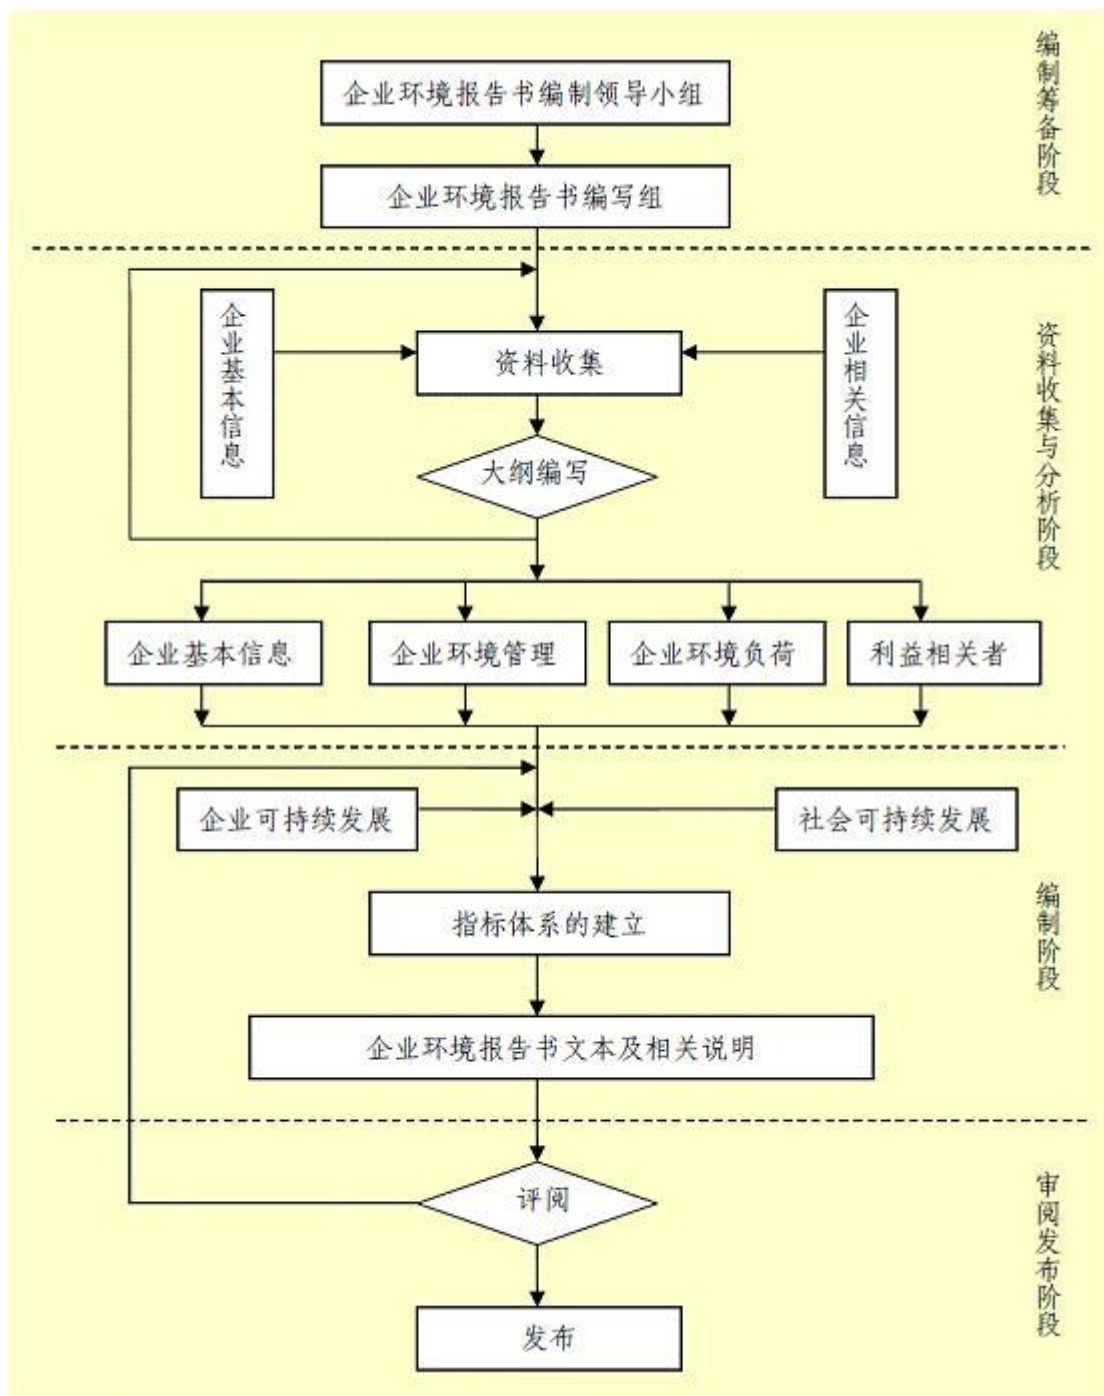 编制筹备阶段
企业环境报告书编制领导小组
企业环境报告书编写组
资料收集与分析阶段
企业基本信息
资料收集
企业相关信息
大纲编写
企业基本信息
企业环境管理
企业环境负荷
利益相关者
编制阶段
企业可持续发展
社会可持续发展
指标体系的建立
企业环境报告书文本及相关说明
审阅发布阶段
评阅
发布